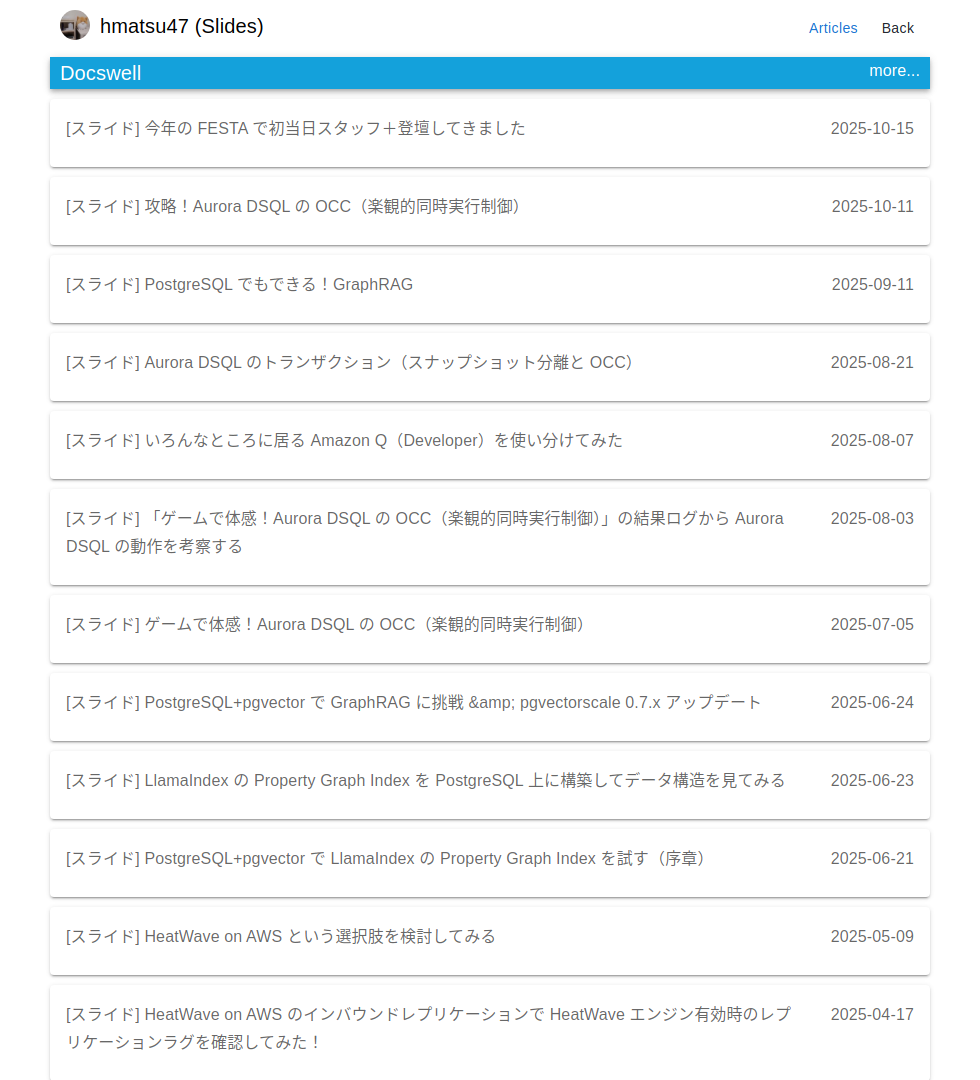 hmatsu47 (Slides)
Articles
Back
Docswell
more...
[スライド] 今年の FESTA で初当日スタッフ＋登壇してきました
2025-10-15
[スライド] 攻略！Aurora DSQL の OCC（楽観的同時実行制御）
2025-10-11
[スライド] PostgreSQL でもできる！GraphRAG
2025-09-11
[スライド] Aurora DSQL のトランザクション（スナップショット分離と OCC）
2025-08-21
[スライド] いろんなところに居る Amazon Q（Developer）を使い分けてみた
2025-08-07
[スライド] 「ゲームで体感！Aurora DSQL の OCC（楽観的同時実行制御）」の結果ログから Aurora
DSQL の動作を考察する
2025-08-03
[スライド] ゲームで体感！Aurora DSQL の OCC（楽観的同時実行制御）
2025-07-05
[スライド] PostgreSQL+pgvector で GraphRAG に挑戦 &amp; pgvectorscale 0.7.x アップデート
2025-06-24
[スライド] LlamaIndex の Property Graph Index を PostgreSQL 上に構築してデータ構造を見てみる
2025-06-23
[スライド] PostgreSQL+pgvector で LlamaIndex の Property Graph Index を試す（序章）
2025-06-21
[スライド] HeatWave on AWS という選択肢を検討してみる
2025-05-09
[スライド] HeatWave on AWS のインバウンドレプリケーションで HeatWave エンジン有効時のレプ
リケーションラグを確認してみた！
2025-04-17